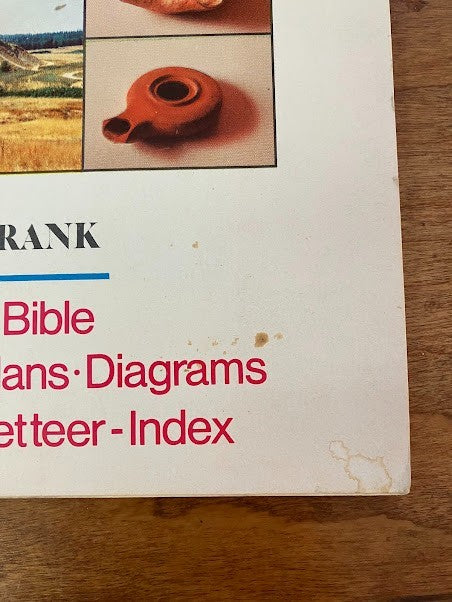 RANK
Bible
lans·Diagrams
etteer-Index